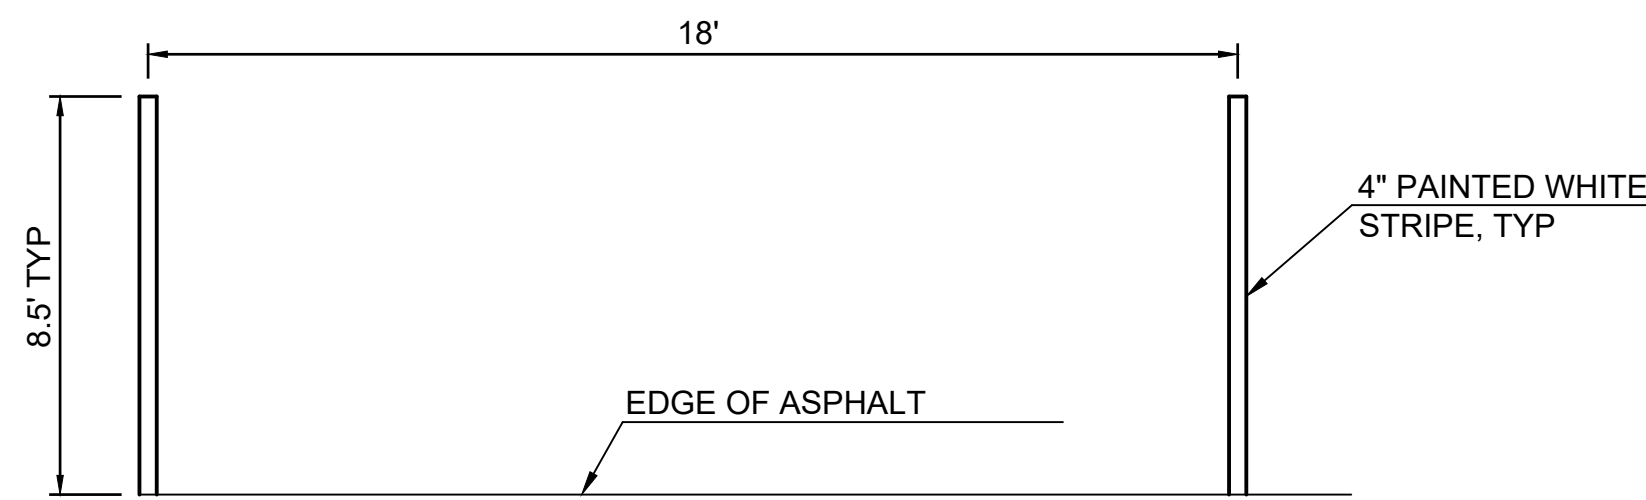 18'
8.5' TYP
4" PAINTED WHITE
STRIPE, TYP
EDGE OF ASPHALT